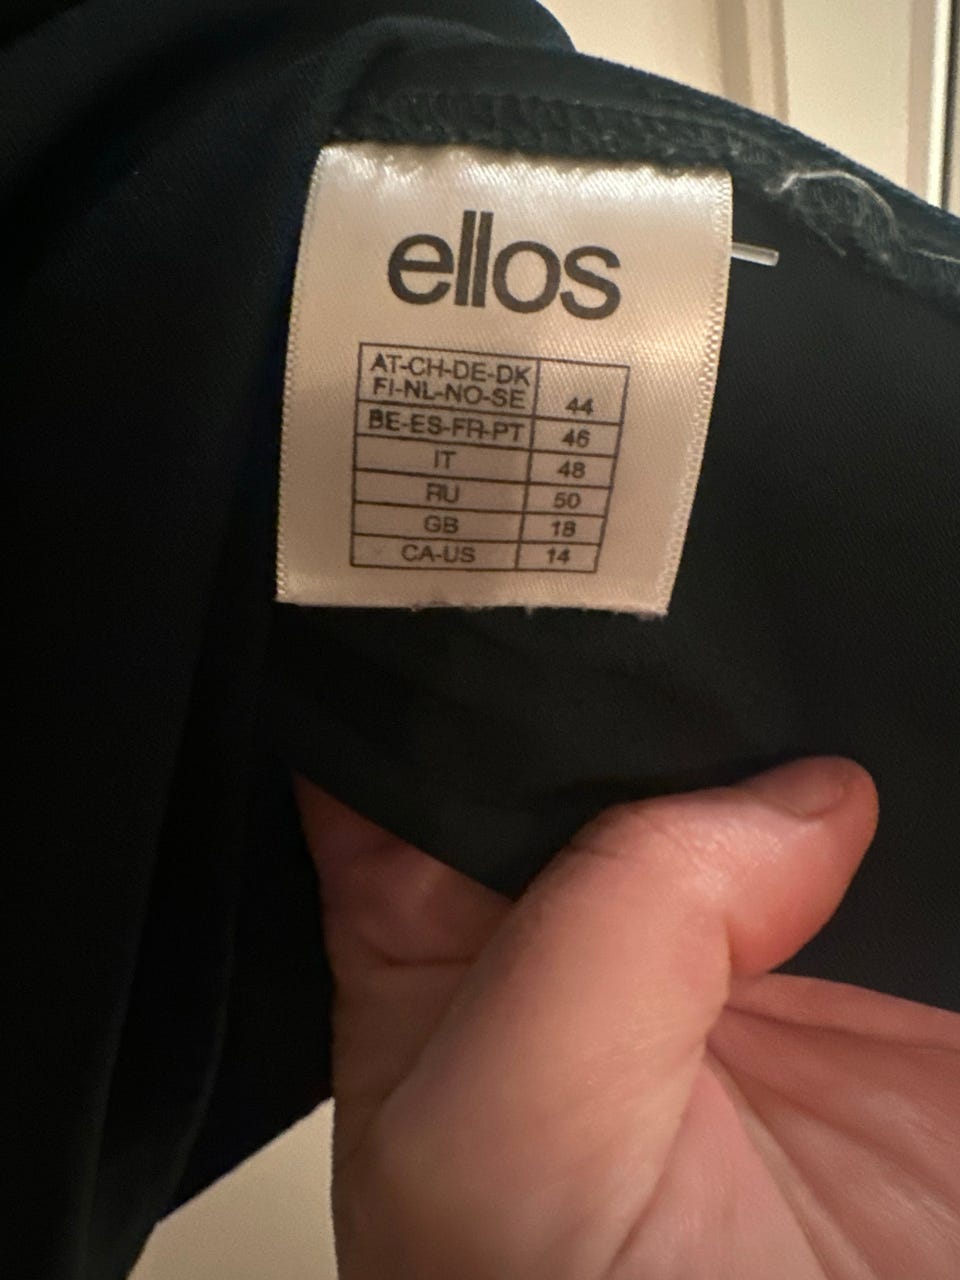 ellos
AT-CH-DE-DK
FI-NL-NO-SE 44
BE-ES-FR-PT 46
IT 48
RU 50
GB 18
CA-US 14